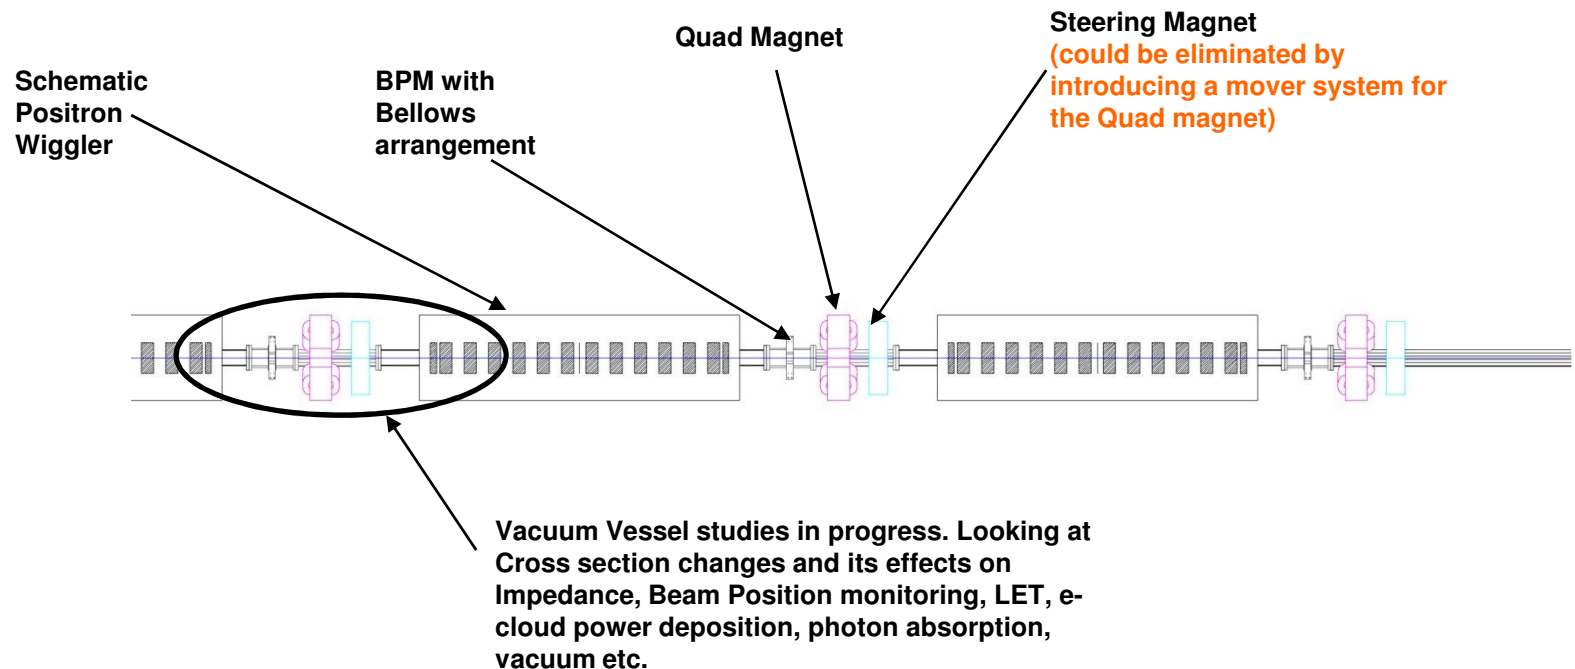 Schematic
Positron
Wiggler
BPM with
Bellows
arrangement
Quad Magnet
Steering Magnet
(could be eliminated by
introducing a mover system for
the Quad magnet)
Vacuum Vessel studies in progress. Looking at
Cross section changes and its effects on
Impedance, Beam Position monitoring, LET, e-
cloud power deposition, photon absorption,
vacuum etc.